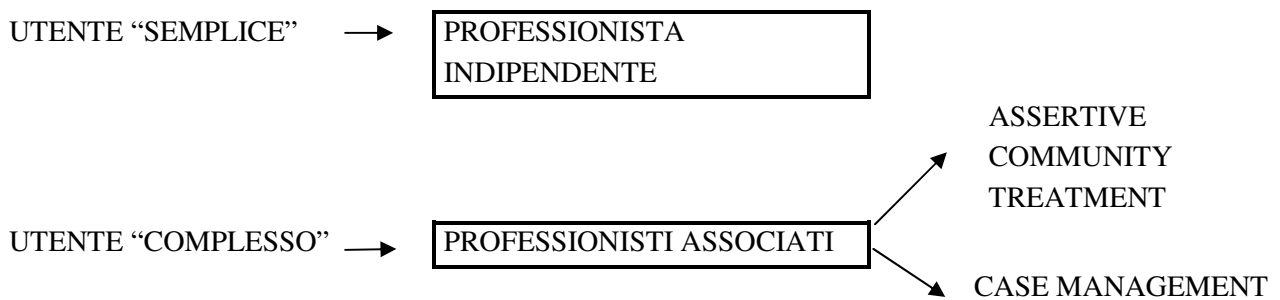 UTENTE “SEMPLICE”
PROFESSIONISTA
INDIPENDENTE
ASSERTIVE
COMMUNITY
TREATMENT
UTENTE “COMPLESSO”
PROFESSIONISTI ASSOCIATI
CASE MANAGEMENT